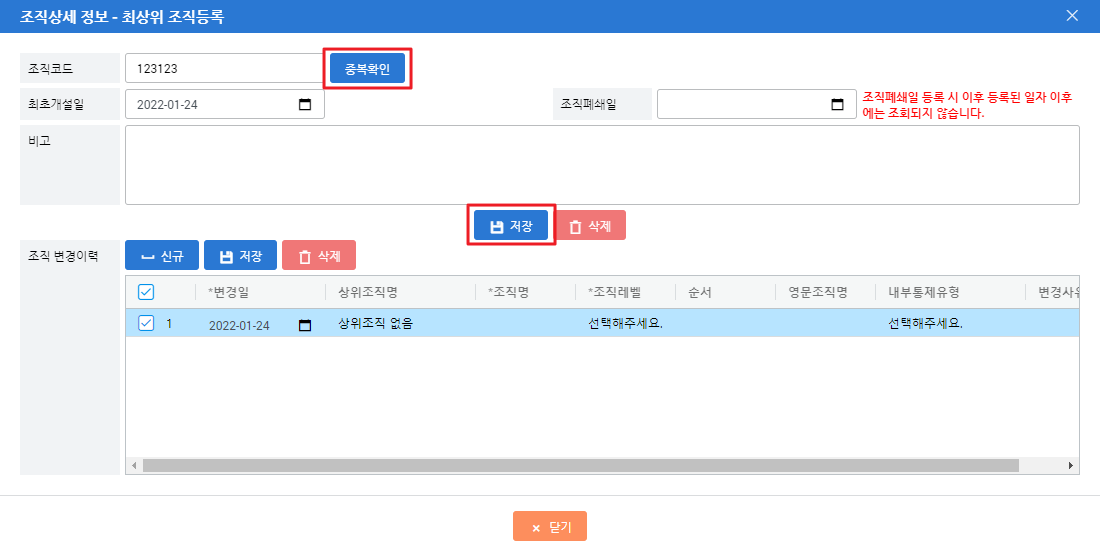 조직상세 정보 - 최상위 조직등록
조직코드 123123 중복확인
최초개설일 2022-01-24 조직폐쇄일 조직폐쇄일 등록 시 이후 등록된 일자 이후
에는 조회되지 않습니다.
비고
저장 삭제
조직 변경이력 신규 저장 삭제
*변경일 상위조직명 *조직명 *조직레벨 순서 영문조직명 내부통제유형 변경사유
1 2022-01-24 상위조직 없음 선택해주세요. 선택해주세요.
× 닫기